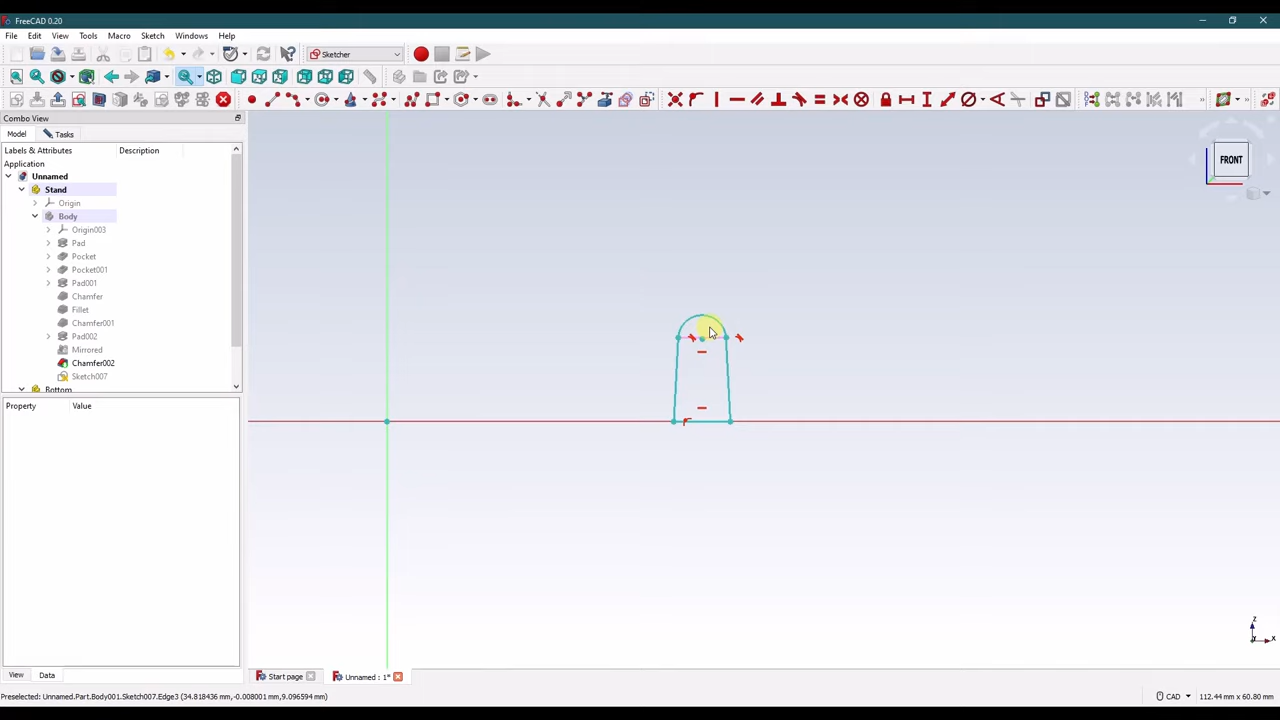 FreeCAD 0.20
File Edit View Tools Macro Sketch Windows Help
Sketcher
Combo View
Model Tasks
Labels & Attributes Description
Application
Unnamed
Stand
Origin
Body
Origin003
Pad
Pocket
Pocket001
Pad001
Chamfer
Fillet
Chamfer001
Pad002
Mirrored
Chamfer002
Sketch007
Bottom
Property Value
FRONT
z
y x
View Data
Start page Unnamed : 1*
Preselected: Unnamed.Part.Body001.Sketch007.Edge3 (34.818436 mm,-0.008001 mm,9.096594 mm) CAD 112.44 mm x 60.80 mm